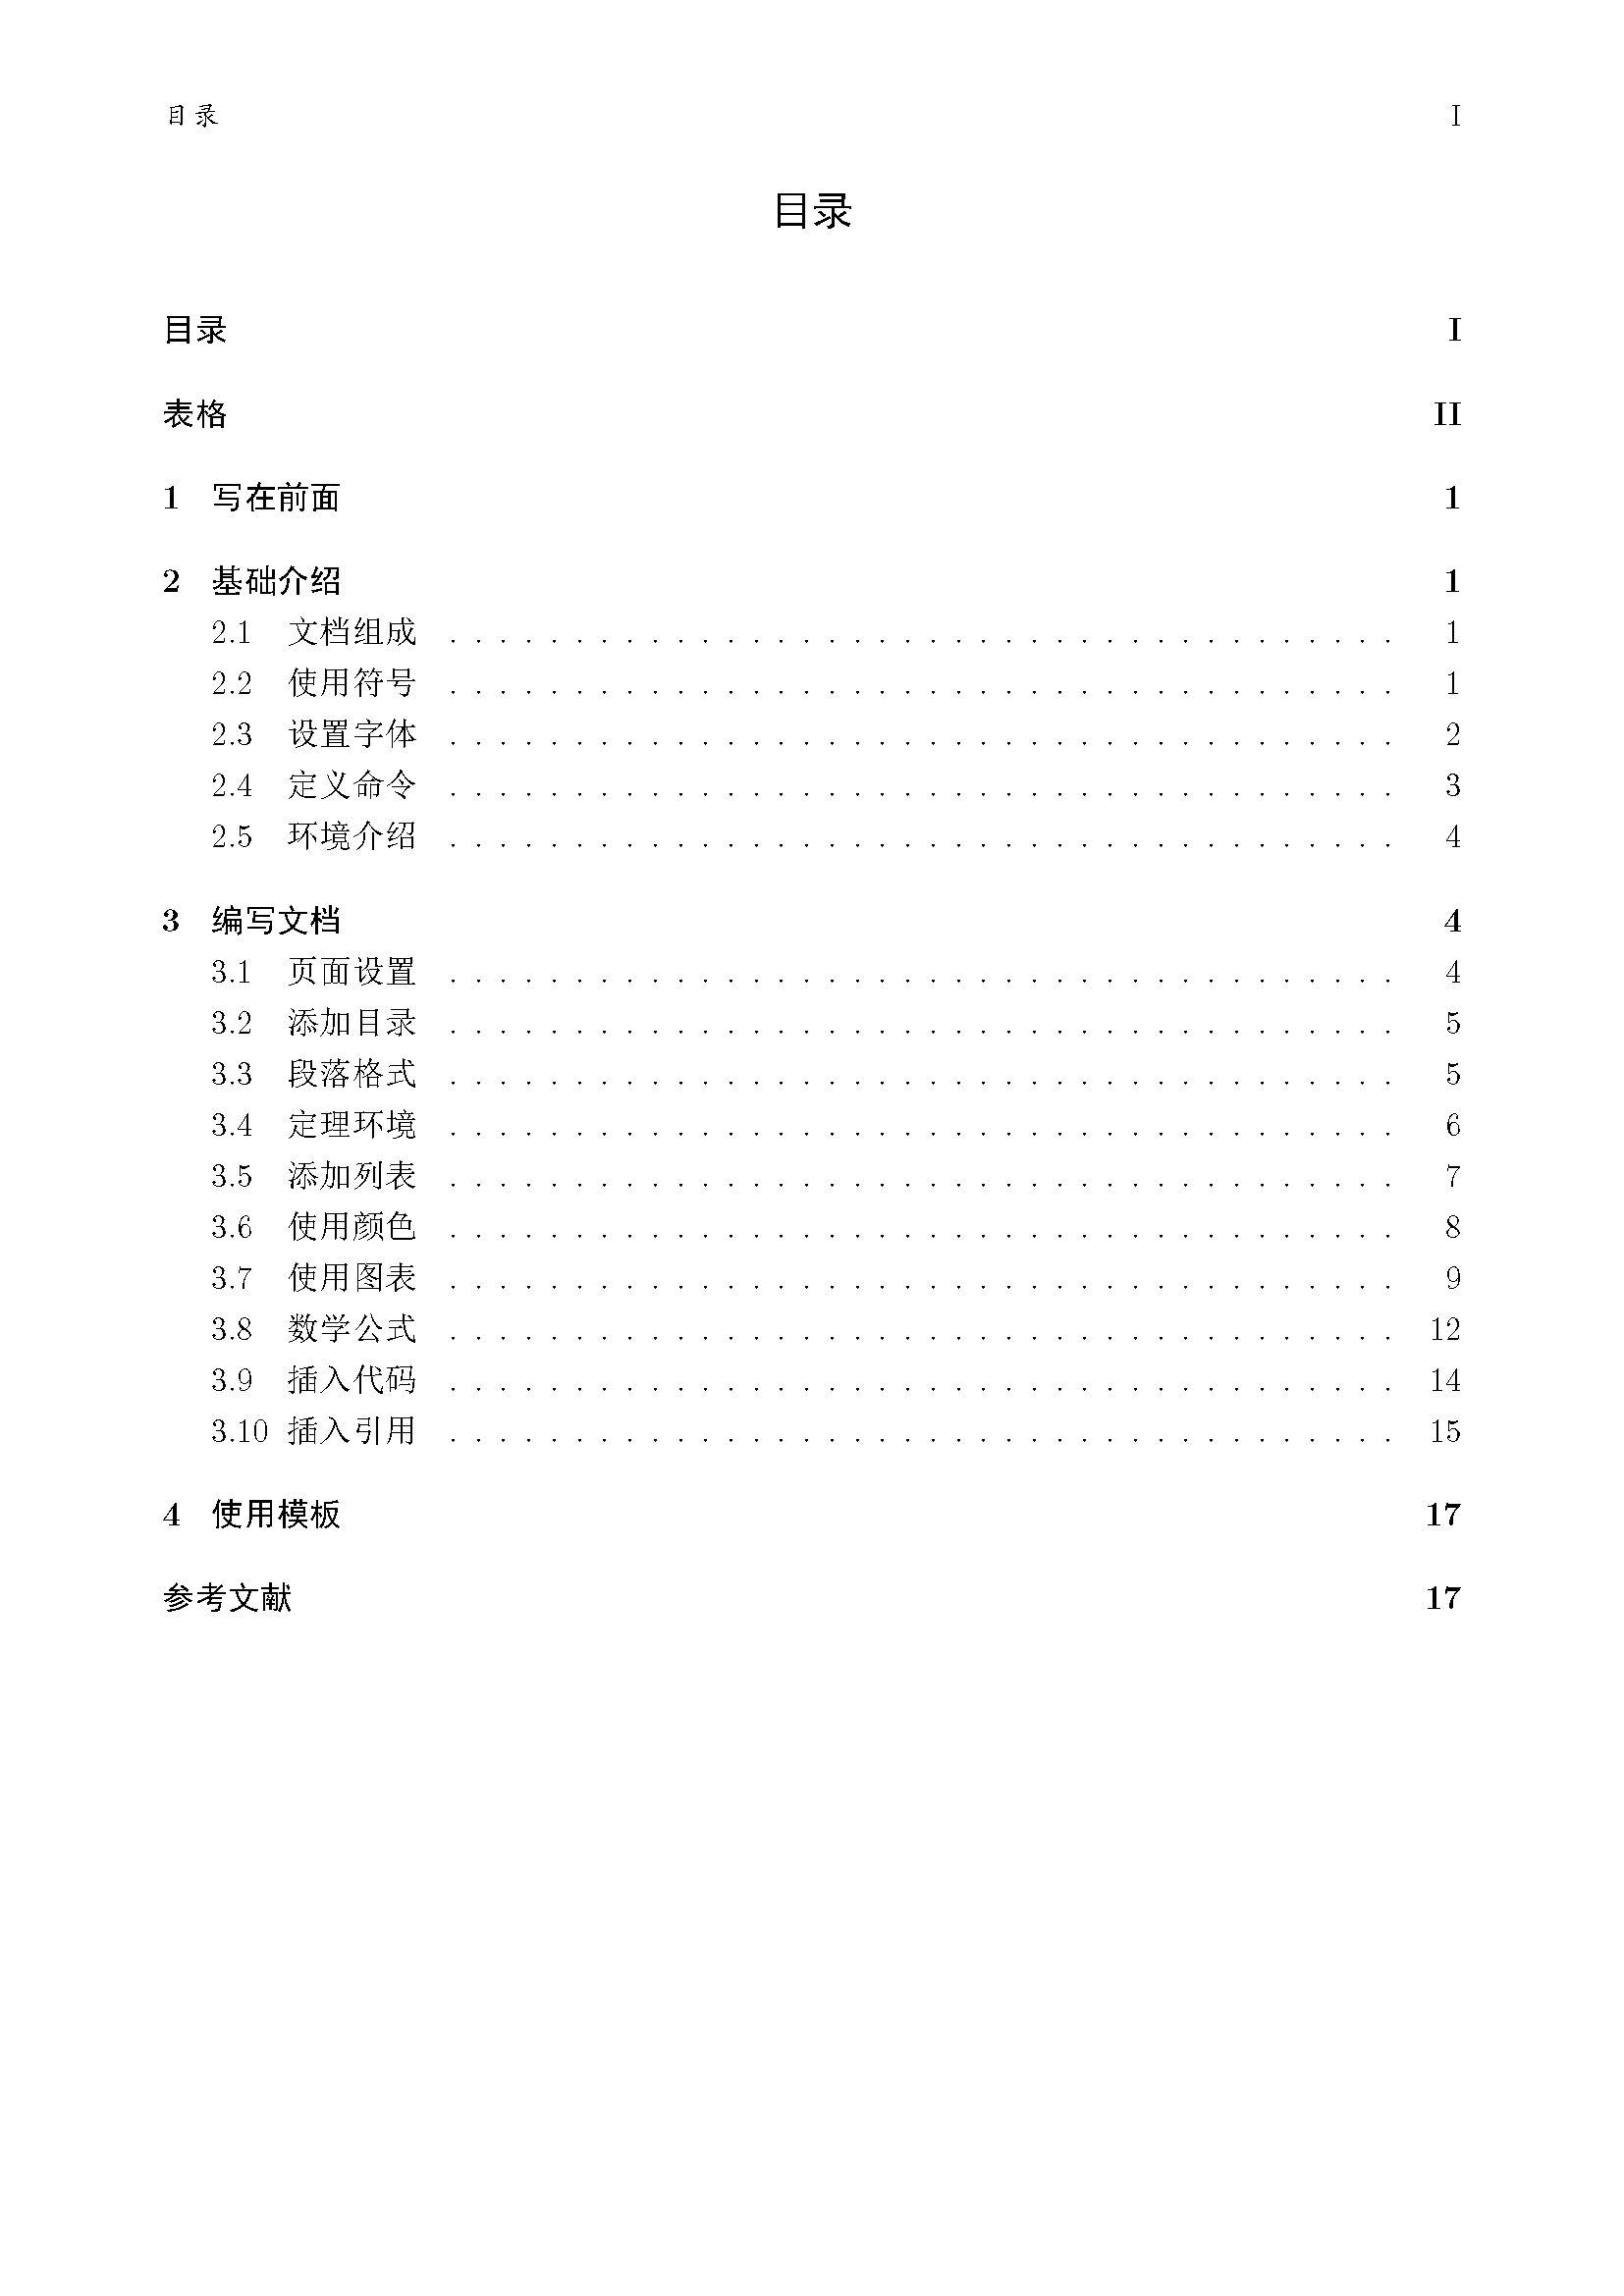 目录 I
目录
目录 I
表格 II
1 写在前面 1
2 基础介绍 1
2.1 文档组成 . . . . . . . . . . . . . . . . . . . . . . . . . . . . . . . . . . . . . . 1
2.2 使用符号 . . . . . . . . . . . . . . . . . . . . . . . . . . . . . . . . . . . . . . 1
2.3 设置字体 . . . . . . . . . . . . . . . . . . . . . . . . . . . . . . . . . . . . . . 2
2.4 定义命令 . . . . . . . . . . . . . . . . . . . . . . . . . . . . . . . . . . . . . . 3
2.5 环境介绍 . . . . . . . . . . . . . . . . . . . . . . . . . . . . . . . . . . . . . . 4
3 编写文档 4
3.1 页面设置 . . . . . . . . . . . . . . . . . . . . . . . . . . . . . . . . . . . . . . 4
3.2 添加目录 . . . . . . . . . . . . . . . . . . . . . . . . . . . . . . . . . . . . . . 5
3.3 段落格式 . . . . . . . . . . . . . . . . . . . . . . . . . . . . . . . . . . . . . . 5
3.4 定理环境 . . . . . . . . . . . . . . . . . . . . . . . . . . . . . . . . . . . . . . 6
3.5 添加列表 . . . . . . . . . . . . . . . . . . . . . . . . . . . . . . . . . . . . . . 7
3.6 使用颜色 . . . . . . . . . . . . . . . . . . . . . . . . . . . . . . . . . . . . . . 8
3.7 使用图表 . . . . . . . . . . . . . . . . . . . . . . . . . . . . . . . . . . . . . . 9
3.8 数学公式 . . . . . . . . . . . . . . . . . . . . . . . . . . . . . . . . . . . . . . 12
3.9 插入代码 . . . . . . . . . . . . . . . . . . . . . . . . . . . . . . . . . . . . . . 14
3.10 插入引用 . . . . . . . . . . . . . . . . . . . . . . . . . . . . . . . . . . . . . . 15
4 使用模板 17
参考文献 17